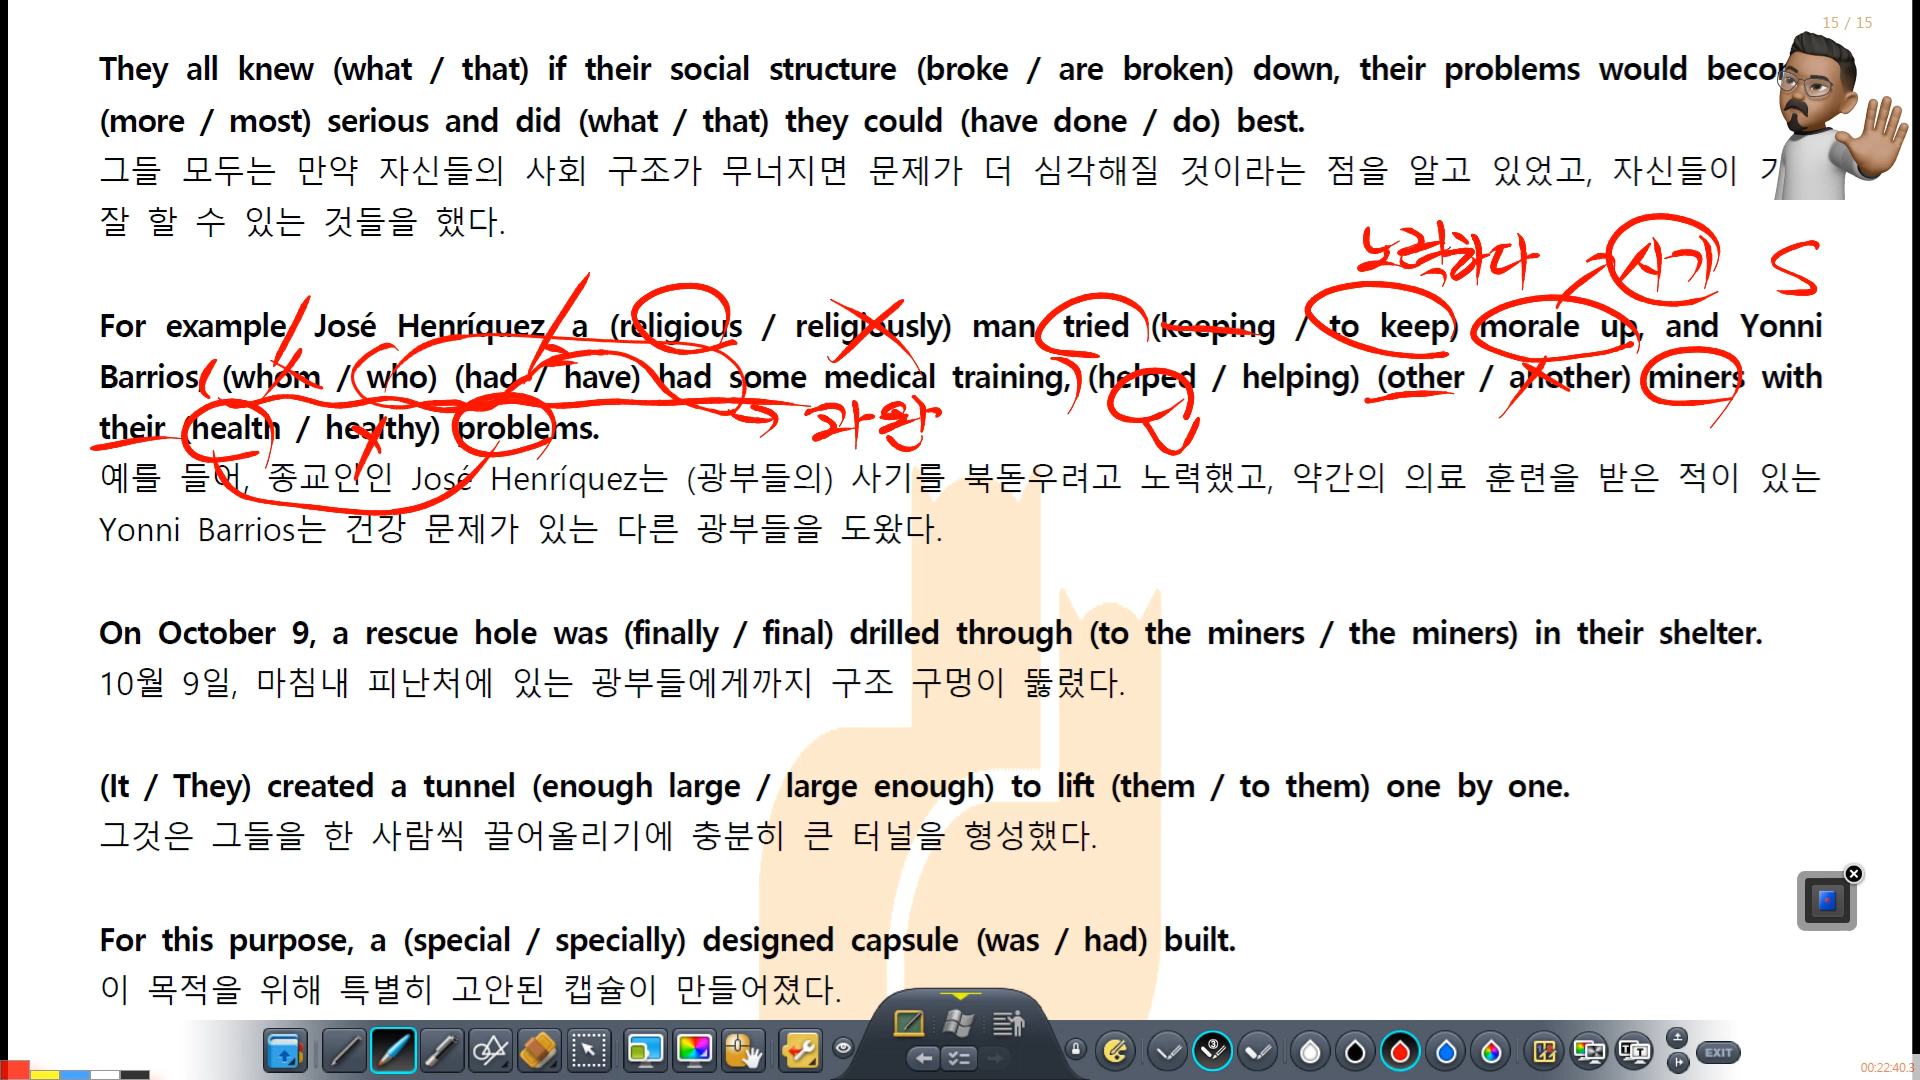 15 / 15
They all knew (what / that) if their social structure (broke / are broken) down, their problems would
(more / most) serious and did (what / that) they could (have done / do) best.
그들 모두는 만약 자신들의 사회 구조가 무너지면 문제가 더 심각해질 것이라는 점을 알고 있었고, 자신들이
잘 할 수 있는 것들을 했다.
노력하다 사기 S
For example, José Henríquez, a (religious / religiously) man, tried (keeping / to keep) morale up, and Yonni
Barrios, (whom / who) (had / have) had some medical training, (helped / helping) (other / another) miners with
their (health / healthy) problems.
과완
예를 들어, 종교인인 José Henríquez는 (광부들의) 사기를 북돋우려고 노력했고, 약간의 의료 훈련을 받은 적이 있는
Yonni Barrios는 건강 문제가 있는 다른 광부들을 도왔다.
On October 9, a rescue hole was (finally / final) drilled through (to the miners / the miners) in their shelter.
10월 9일, 마침내 피난처에 있는 광부들에게까지 구조 구멍이 뚫렸다.
(It / They) created a tunnel (enough large / large enough) to lift (them / to them) one by one.
그것은 그들을 한 사람씩 끌어올리기에 충분히 큰 터널을 형성했다.
For this purpose, a (special / specially) designed capsule (was / had) built.
이 목적을 위해 특별히 고안된 캡슐이 만들어졌다.
EXIT
00:22:40.3